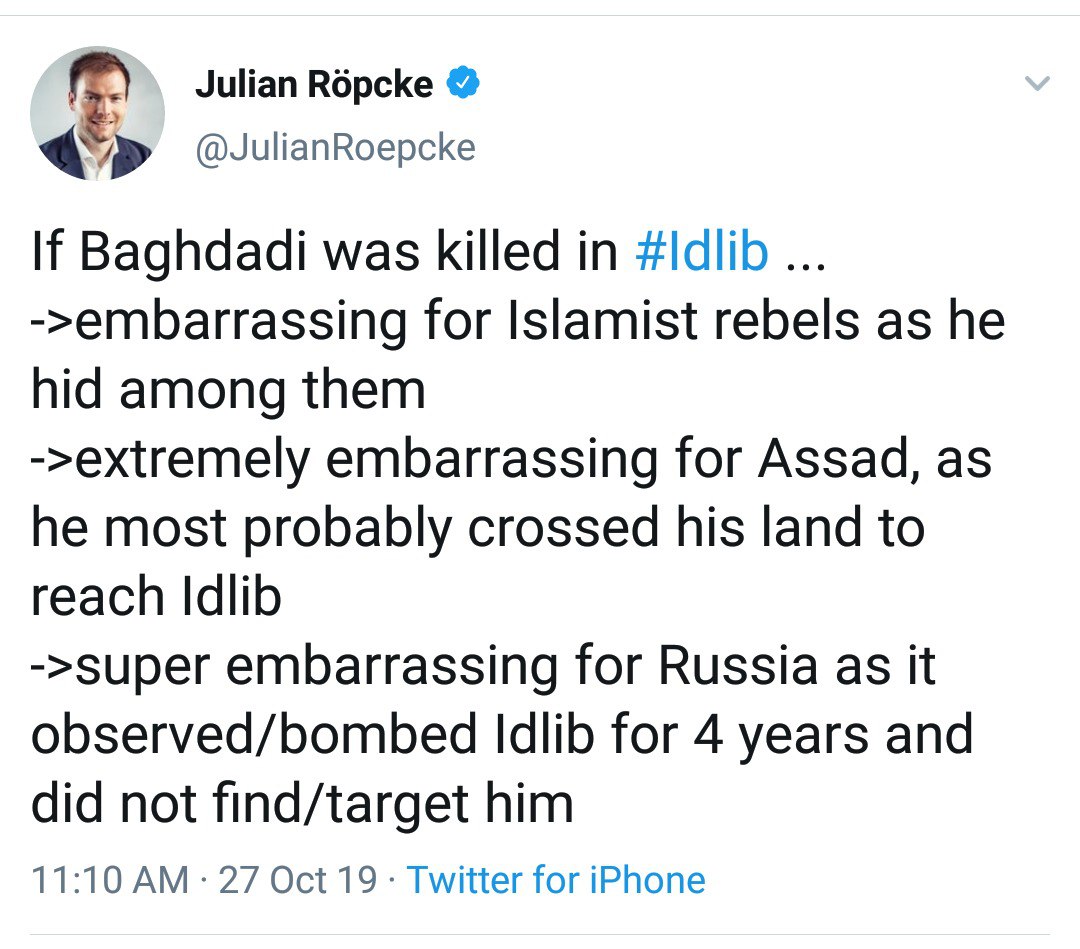 Julian Röpcke
@JulianRoepcke
If Baghdadi was killed in #Idlib ...
->embarrassing for Islamist rebels as he
hid among them
->extremely embarrassing for Assad, as
he most probably crossed his land to
reach Idlib
->super embarrassing for Russia as it
observed/bombed Idlib for 4 years and
did not find/target him
11:10 AM · 27 Oct 19 · Twitter for iPhone